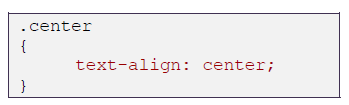 .center
{
text-align: center;
}